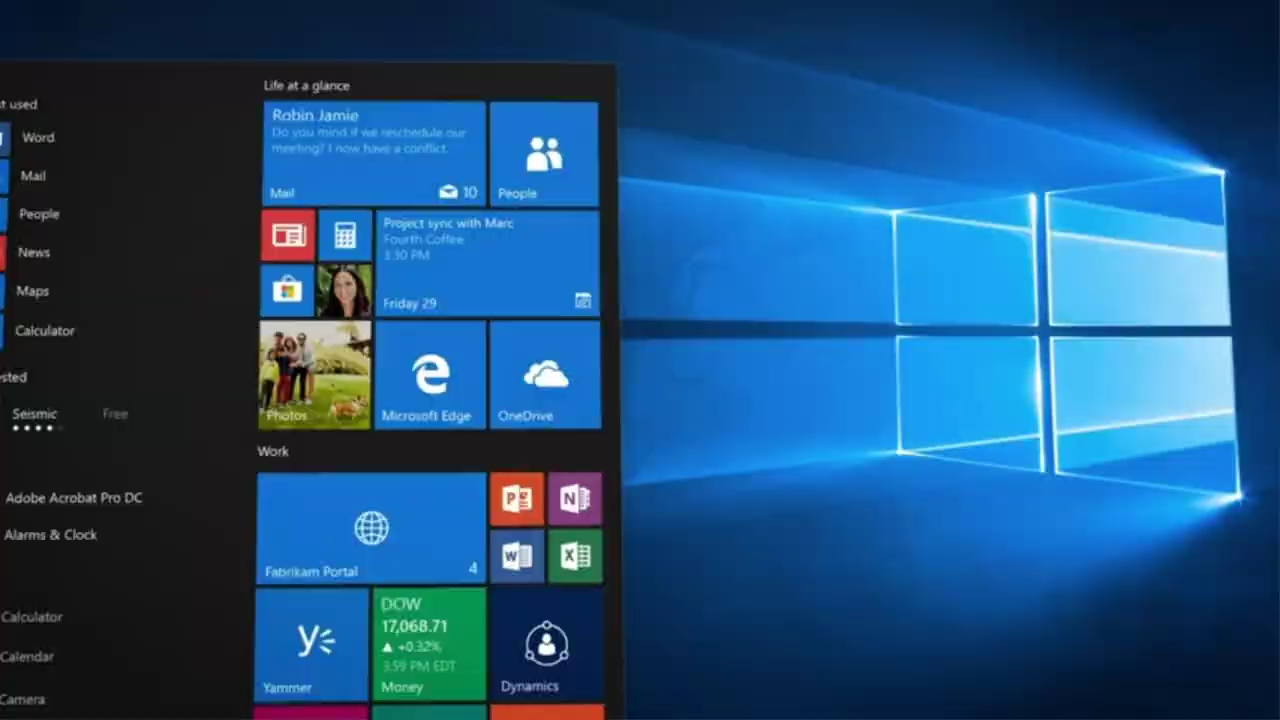 st used
Word
Mail
People
News
Maps
Calculator
ested
Seismic
Free
Adobe Acrobat Pro DC
Alarms & Clock
Calculator
Calendar
Camera
Life at a glance
Robin Jamie
Do you mind if we reschedule our
meeting? I now have a conflict.
Mail
10
People
Project sync with Marc
Fourth Coffee
3:30 PM
Friday 29
Photos
Microsoft Edge
OneDrive
Work
Fabrikam Portal
4
P
N
W
X
Yammer
DOW
17,068.71
▲ +0.32%
3:59 PM EDT
Money
Dynamics